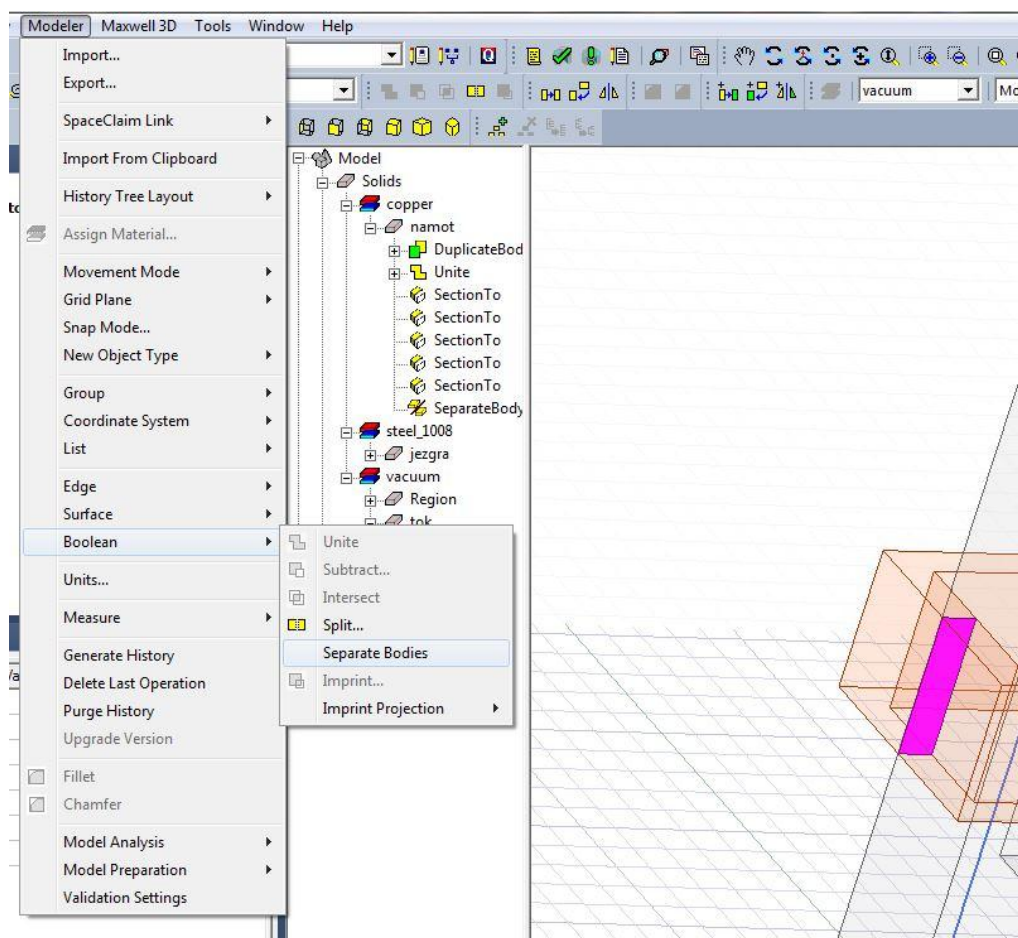 Modeler Maxwell 3D Tools Window Help
Import...
Export...
SpaceClaim Link
Import From Clipboard
History Tree Layout
Assign Material...
Movement Mode
Grid Plane
Snap Mode...
New Object Type
Group
Coordinate System
List
Edge
Surface
Boolean
Units...
Measure
Generate History
Delete Last Operation
Purge History
Upgrade Version
Fillet
Chamfer
Model Analysis
Model Preparation
Validation Settings
Unite
Subtract...
Intersect
Split...
Separate Bodies
Imprint...
Imprint Projection
vacuum
Model
Solids
copper
namot
DuplicateBod
Unite
SectionTo
SectionTo
SectionTo
SectionTo
SectionTo
SeparateBody
steel_1008
jezgra
vacuum
Region
tok